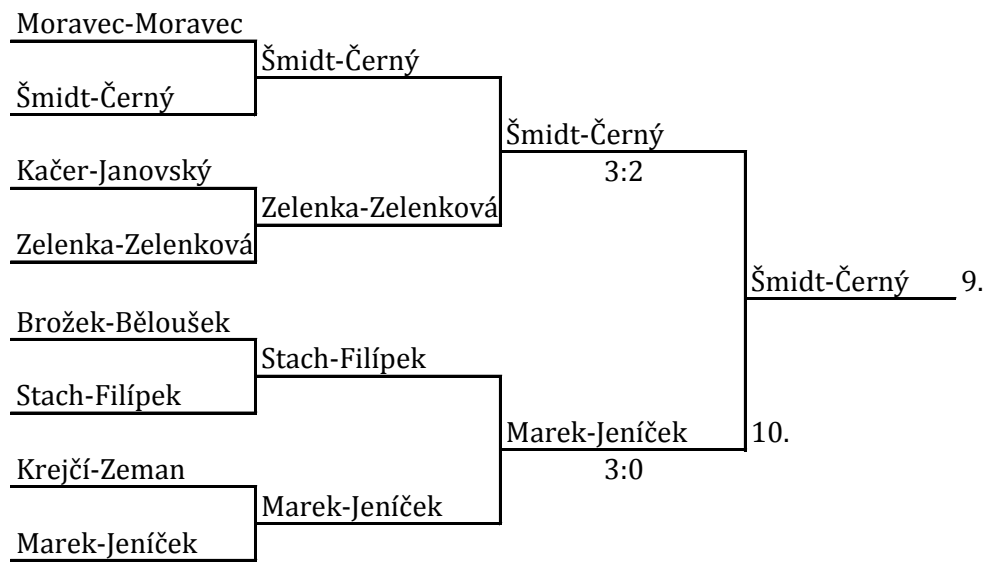 Moravec-Moravec
Šmidt-Černý
Šmidt-Černý
Šmidt-Černý
3:2
Kačer-Janovský
Zelenka-Zelenková
Zelenka-Zelenková
Šmidt-Černý 9.
Brožek-Běloušek
Stach-Filípek
Stach-Filípek
Marek-Jeníček 10.
3:0
Krejčí-Zeman
Marek-Jeníček
Marek-Jeníček